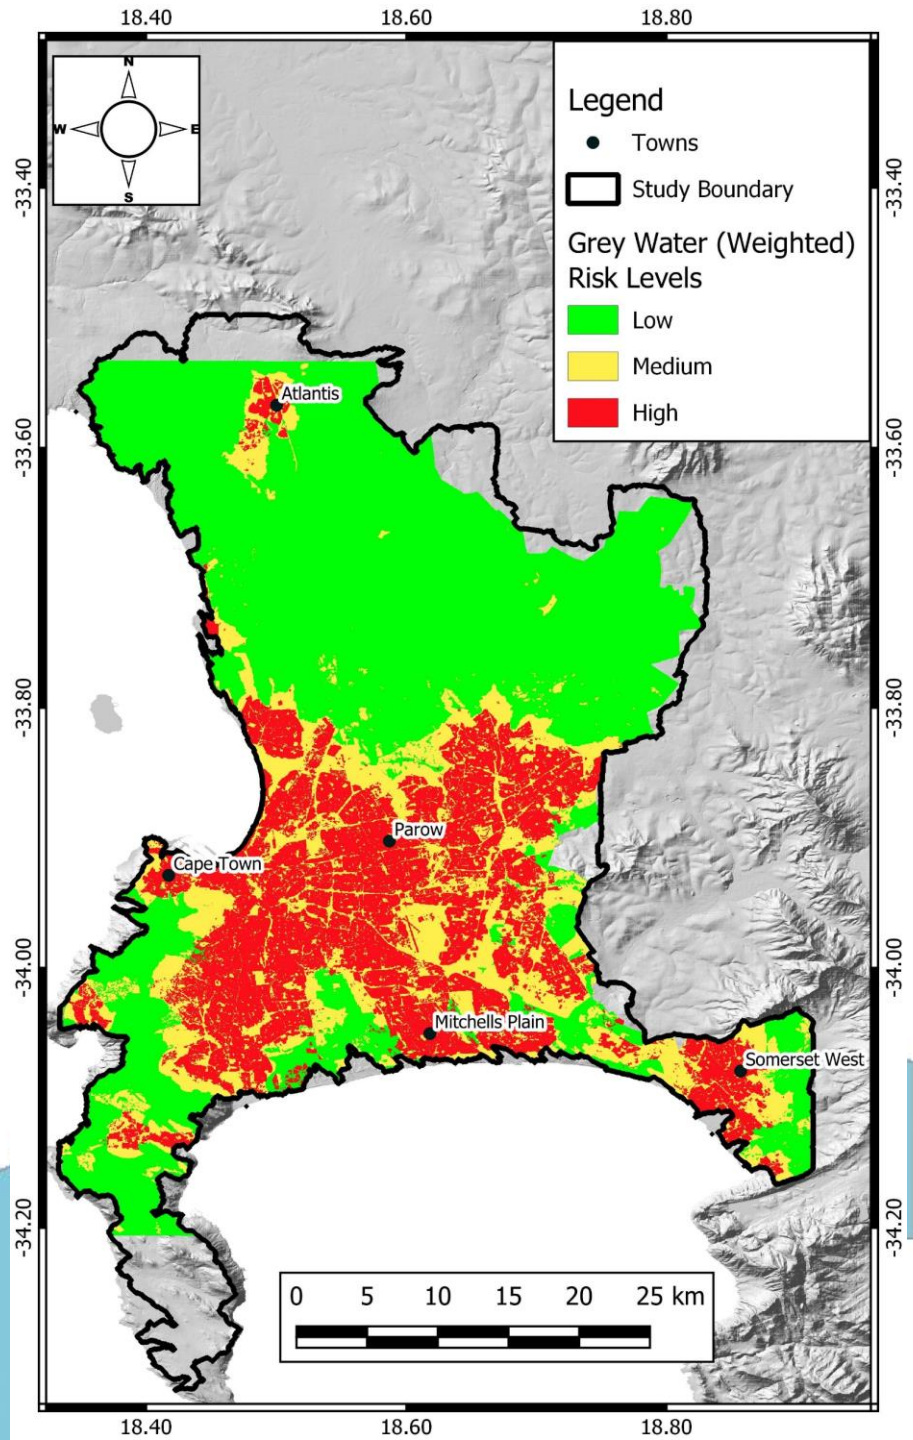 18.40 18.60 18.80
N
W E
S
Legend
Towns
Study Boundary
Grey Water (Weighted)
Risk Levels
Low
Medium
High
-33.40 -33.40
-33.60 -33.60
-33.80 -33.80
-34.00 -34.00
-34.20 -34.20
Atlantis
Parow
Cape Town
Mitchells Plain
Somerset West
0 5 10 15 20 25 km
18.40 18.60 18.80